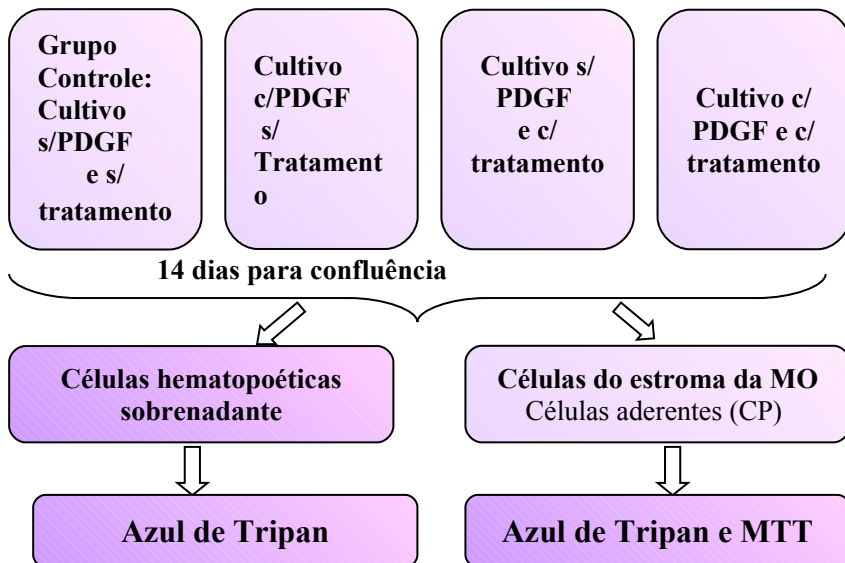 Grupo
Controle:
Cultivo
s/PDGF
e s/
tratamento
Cultivo
c/PDGF
s/
Tratament
o
Cultivo s/
PDGF
e c/
tratamento
Cultivo c/
PDGF e c/
tratamento
14 dias para confluência
Células hematopoéticas
sobrenadante
Células do estroma da MO
Células aderentes (CP)
Azul de Tripan
Azul de Tripan e MTT